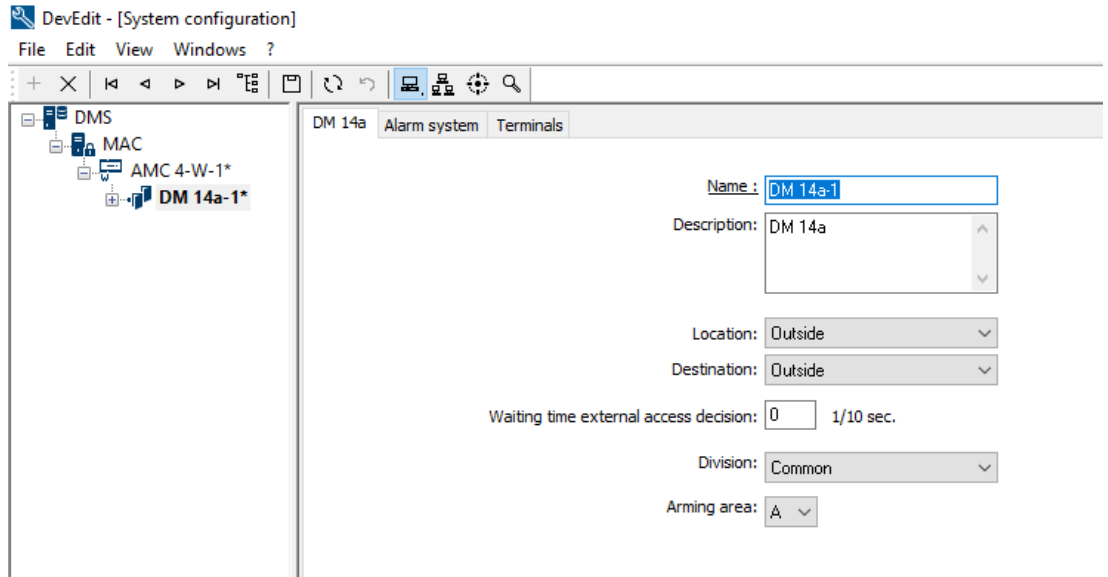 DevEdit - [System configuration]
File Edit View Windows ?
DMS
MAC
AMC 4-W-1*
DM 14a-1*
DM 14a Alarm system Terminals
Name : DM 14a-1
Description: DM 14a
Location: Outside
Destination: Outside
Waiting time external access decision: 0 1/10 sec.
Division: Common
Arming area: A